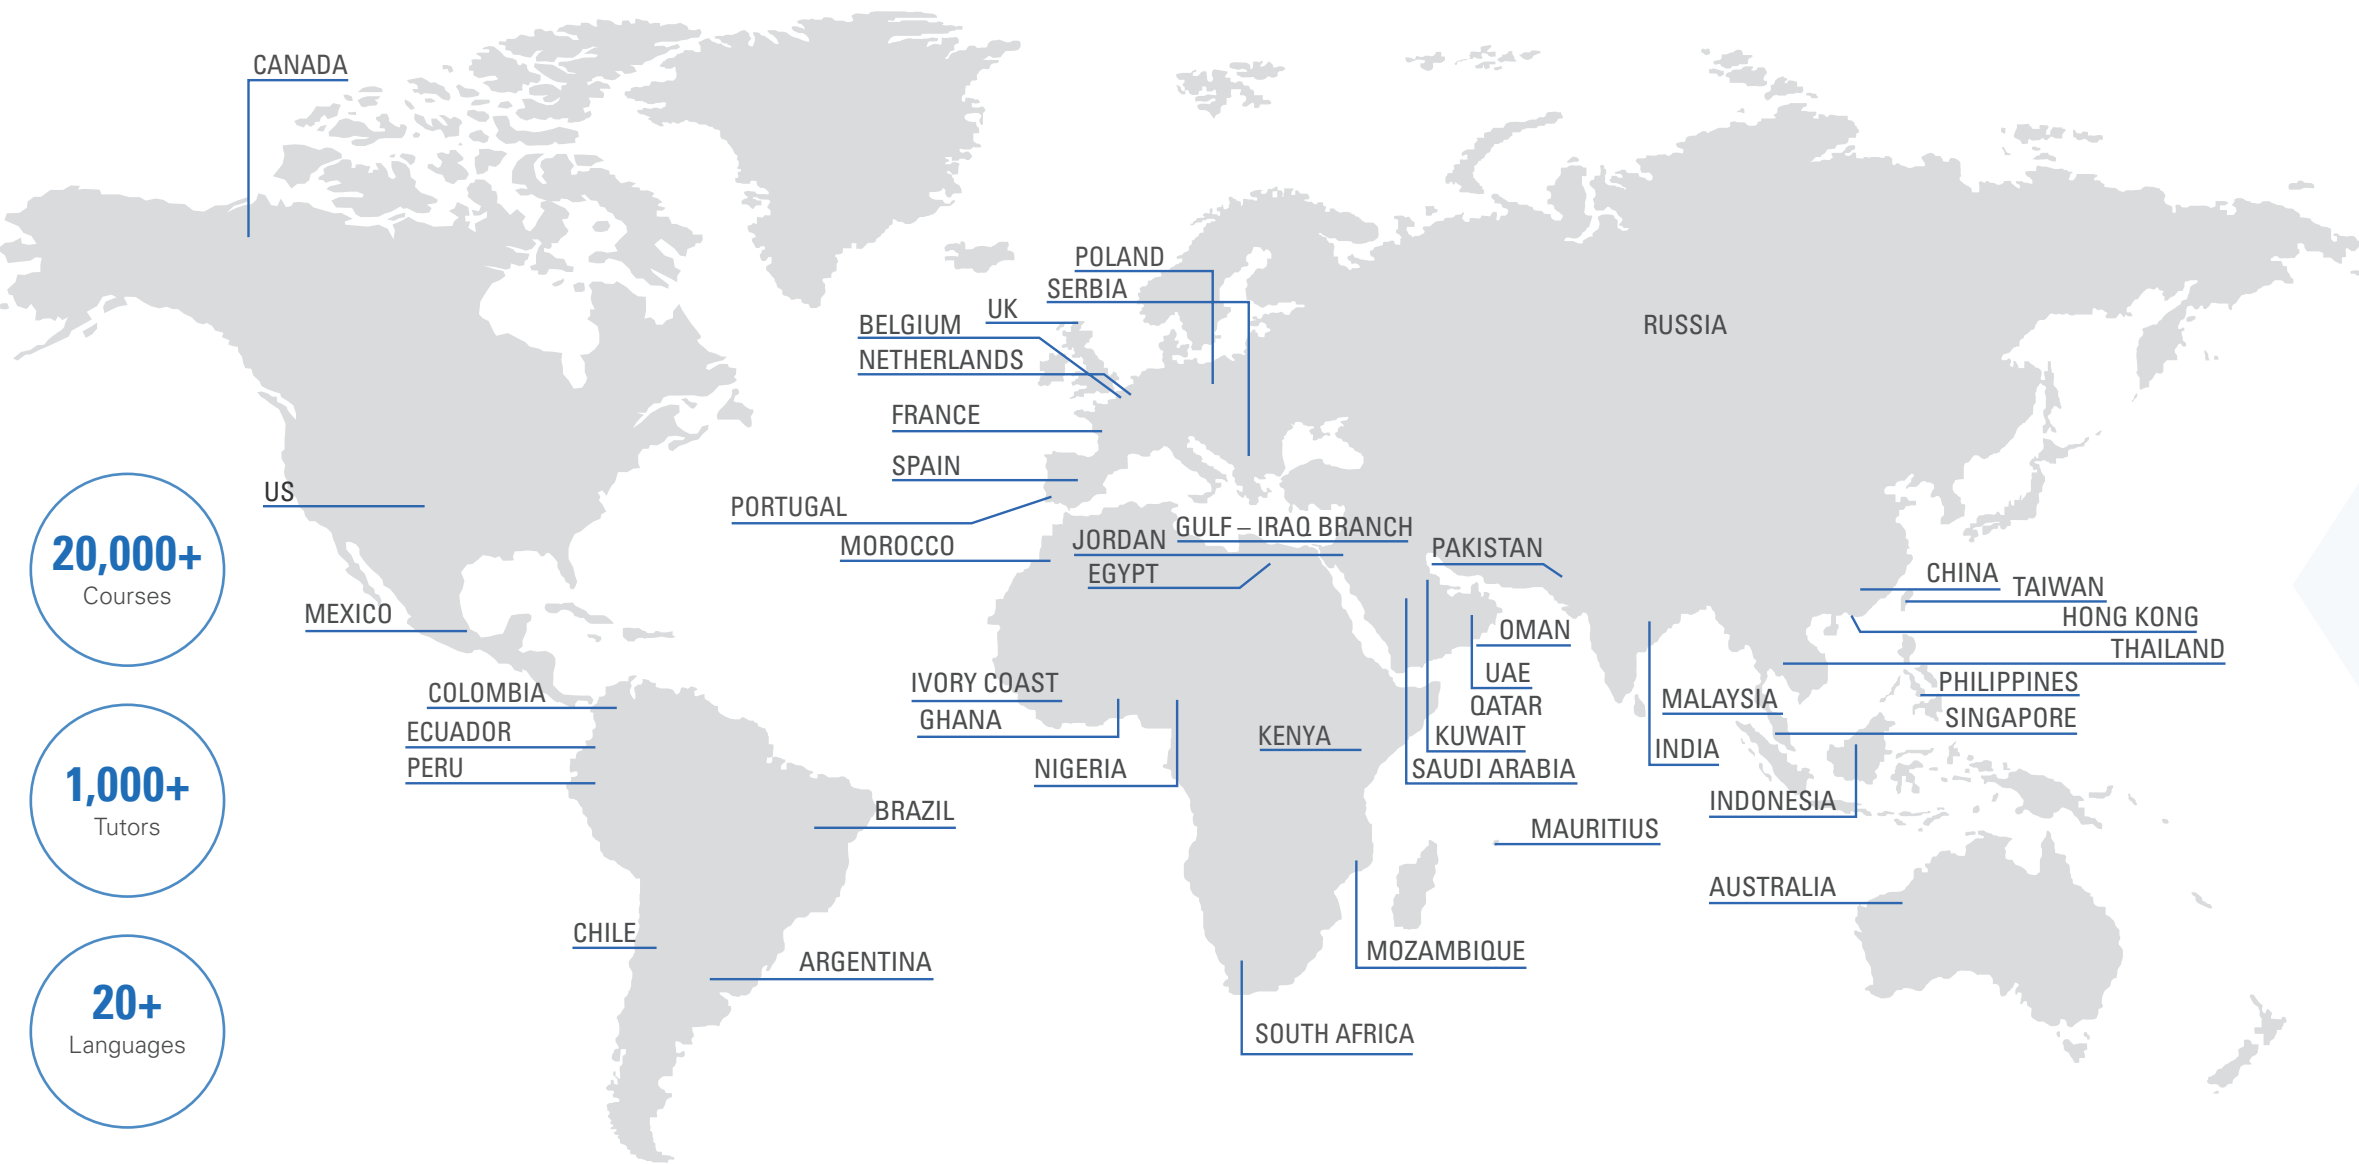 CANADA
POLAND
SERBIA
UK
BELGIUM
NETHERLANDS
RUSSIA
FRANCE
SPAIN
US
PORTUGAL
GULF – IRAQ BRANCH
JORDAN
MOROCCO
PAKISTAN
EGYPT
CHINA
TAIWAN
HONG KONG
MEXICO
OMAN
THAILAND
UAE
IVORY COAST
PHILIPPINES
COLOMBIA
MALAYSIA
QATAR
GHANA
SINGAPORE
ECUADOR
KENYA
KUWAIT
INDIA
PERU
NIGERIA
SAUDI ARABIA
INDONESIA
BRAZIL
MAURITIUS
AUSTRALIA
CHILE
MOZAMBIQUE
ARGENTINA
SOUTH AFRICA
20,000+
Courses
1,000+
Tutors
20+
Languages